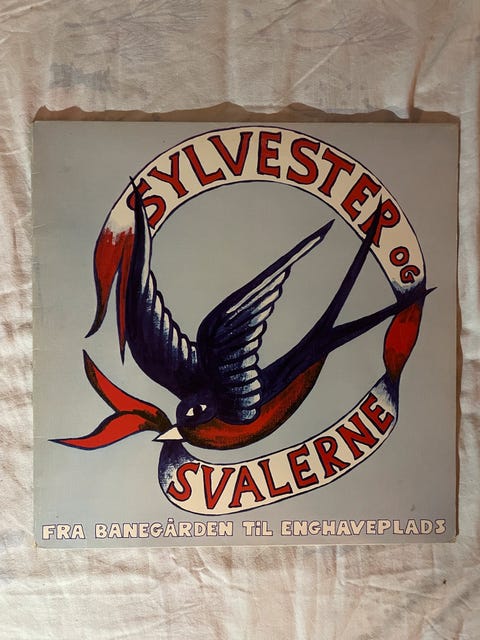 SYLVESTER OG
SVALERNE
FRA BANEGÅRDEN TiL ENGHAVEPLADS